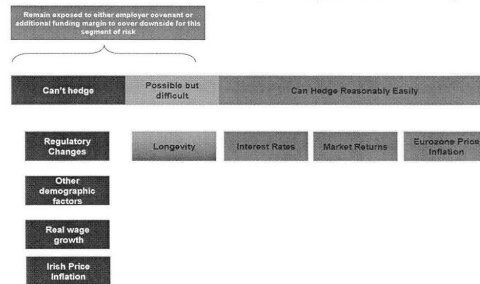 Remain exposed to either employer covenant or
additional funding margin to cover downside for this
segment of risk
Can't hedge
Possible but
difficult
Can Hedge Reasonably Easily
Regulatory
Changes
Longevity
Interest Rates
Market Returns
Eurozone Price
Inflation
Other
demographic
factors
Real wage
growth
Irish Price
Inflation